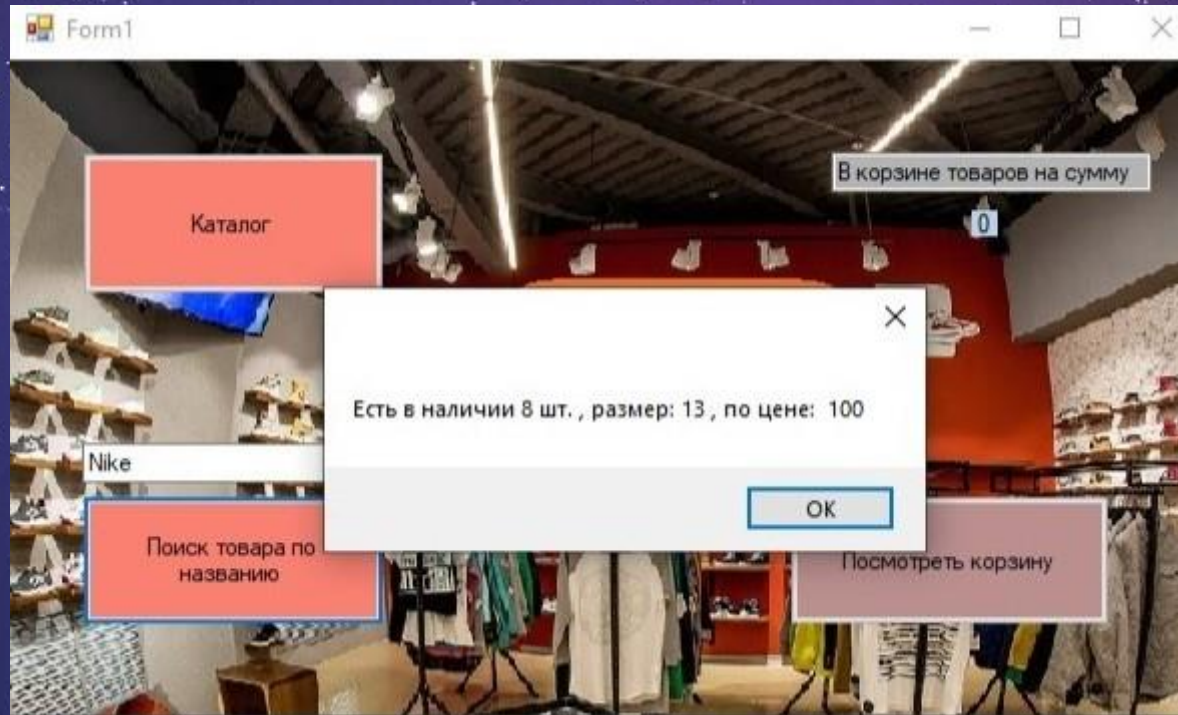 Form1
Каталог
В корзине товаров на сумму
0
Есть в наличии 8 шт. , размер: 13 , по цене: 100
OK
Nike
Поиск товара по
названию
Посмотреть корзину